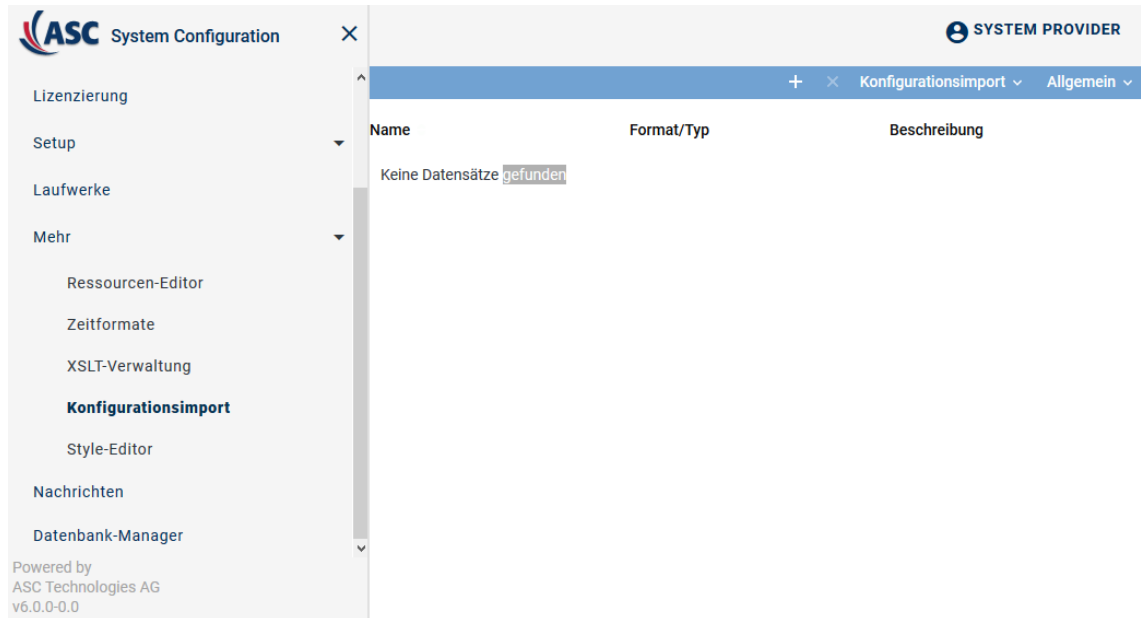 ASC System Configuration
SYSTEM PROVIDER
Konfigurationsimport
Allgemein
Lizenzierung
Setup
Laufwerke
Mehr
Ressourcen-Editor
Zeitformate
XSLT-Verwaltung
Konfigurationsimport
Style-Editor
Nachrichten
Datenbank-Manager
Powered by
ASC Technologies AG
v6.0.0-0.0
Name Format/Typ Beschreibung
Keine Datensätze gefunden